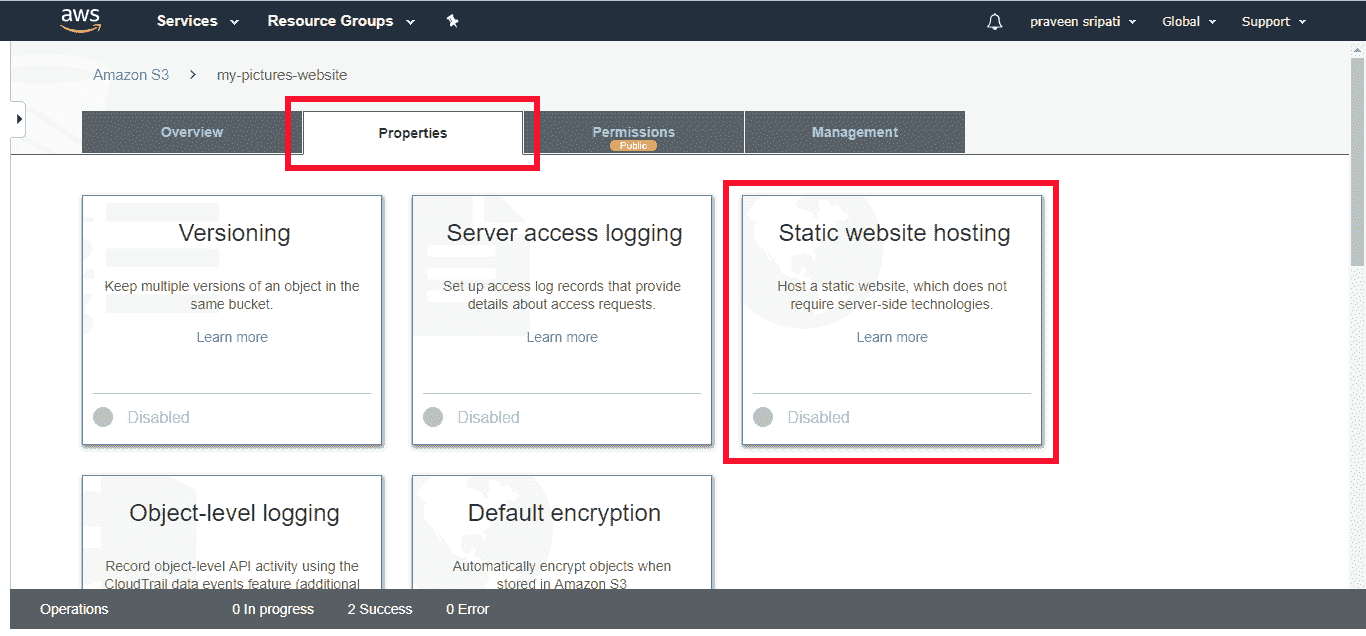 aws Services Resource Groups praveen sripati Global Support
Amazon S3 > my-pictures-website
Overview Properties Permissions Management
Public
Versioning
Keep multiple versions of an object in the
same bucket.
Learn more
Disabled
Server access logging
Set up access log records that provide
details about access requests.
Learn more
Disabled
Static website hosting
Host a static website, which does not
require server-side technologies.
Learn more
Disabled
Object-level logging
Record object-level API activity using the
CloudTrail data events feature (additional
Default encryption
Automatically encrypt objects when
stored in Amazon S3
Operations 0 In progress 2 Success 0 Error